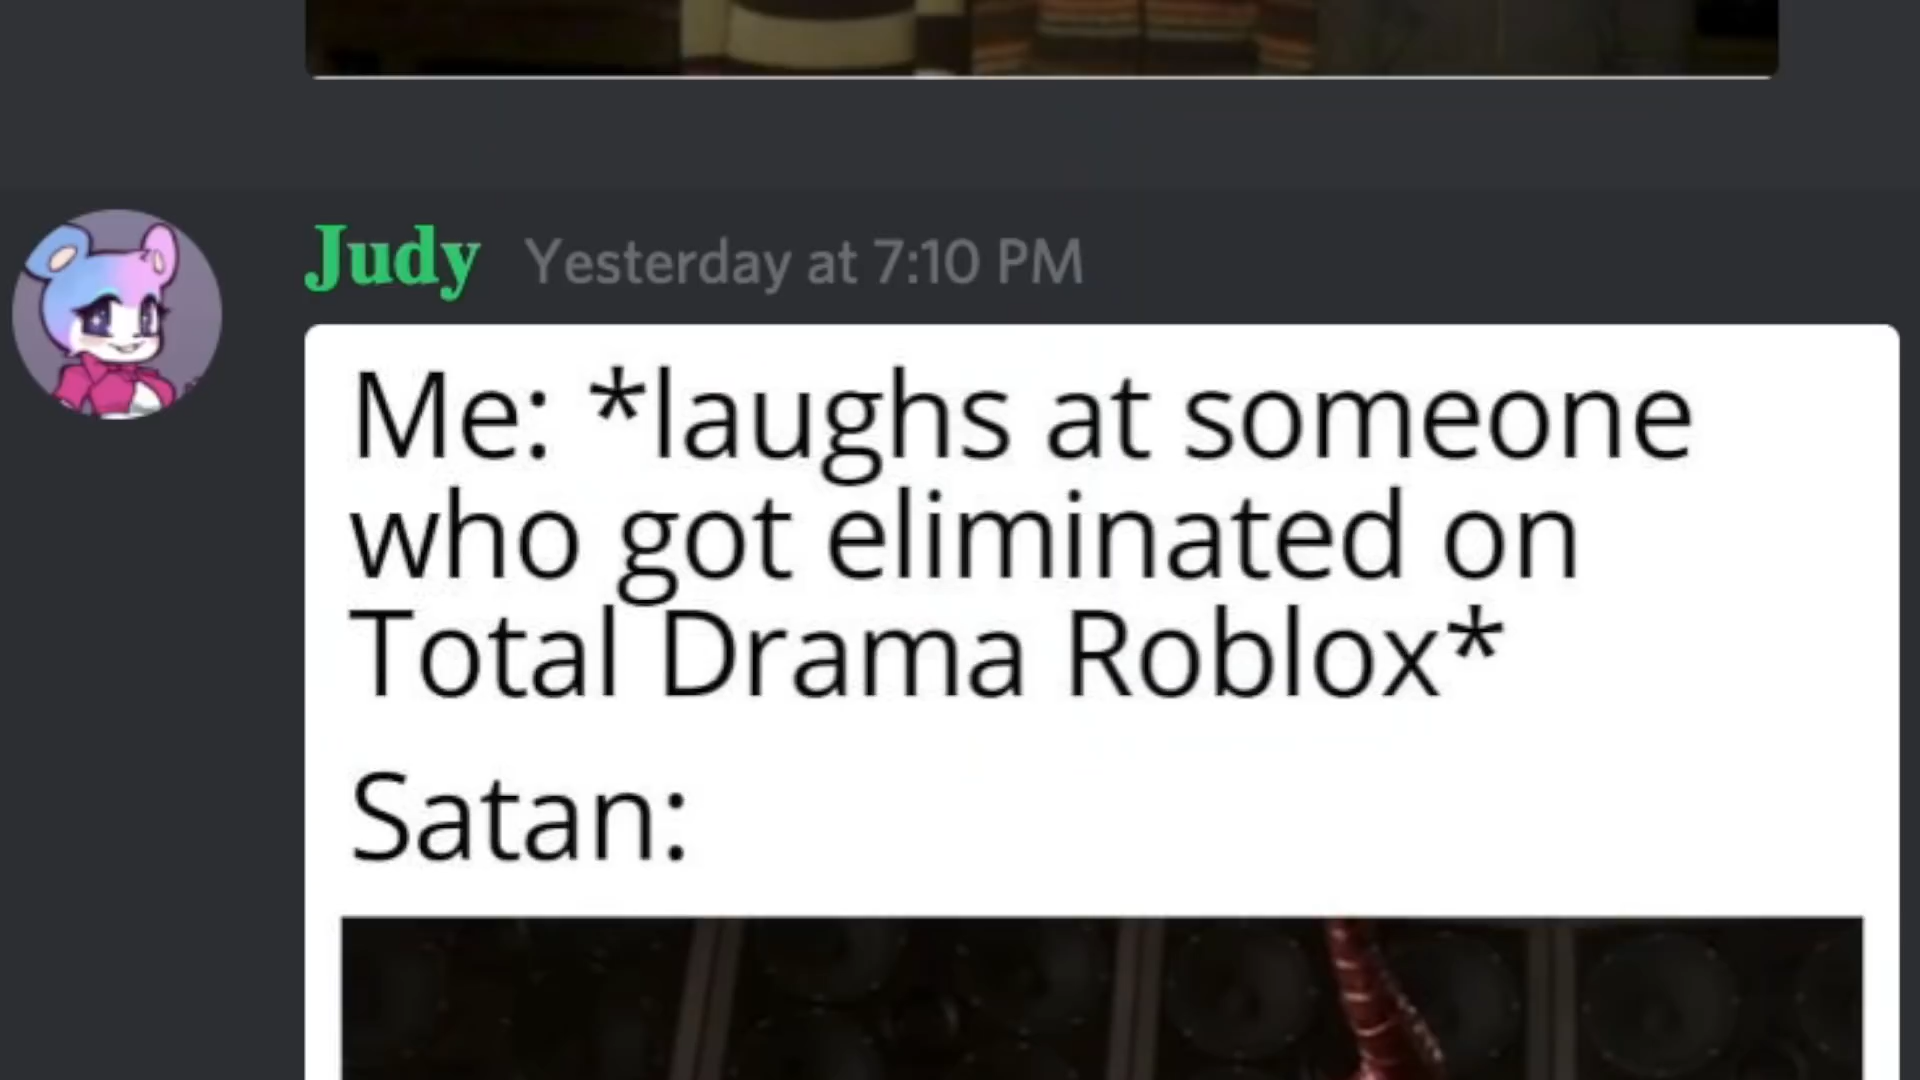 Judy Yesterday at 7:10 PM
Me: *laughs at someone
who got eliminated on
Total Drama Roblox*
Satan: